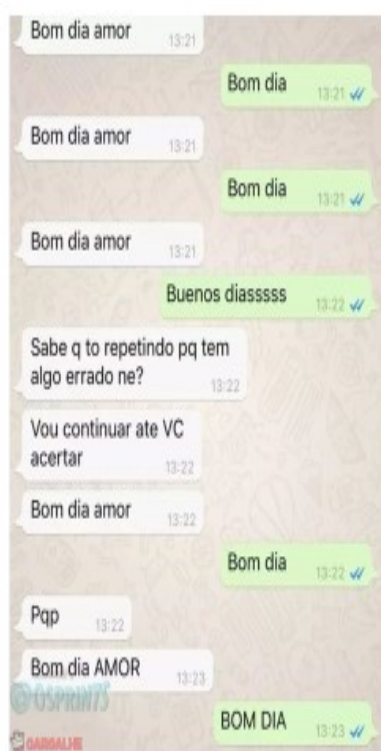 Bom dia amor
13:21
Bom dia
13:21
Bom dia amor
13:21
Bom dia
13:21
Bom dia amor
13:21
Buenos diasssss
13:22
Sabe q to repetindo pq tem
algo errado ne?
13:22
Vou continuar ate VC
acertar
13:22
Bom dia amor
13:22
Bom dia
13:22
Pqp
13:22
Bom dia AMOR
13:23
@OSPRINTS
BOM DIA
13:23
GARGALHE